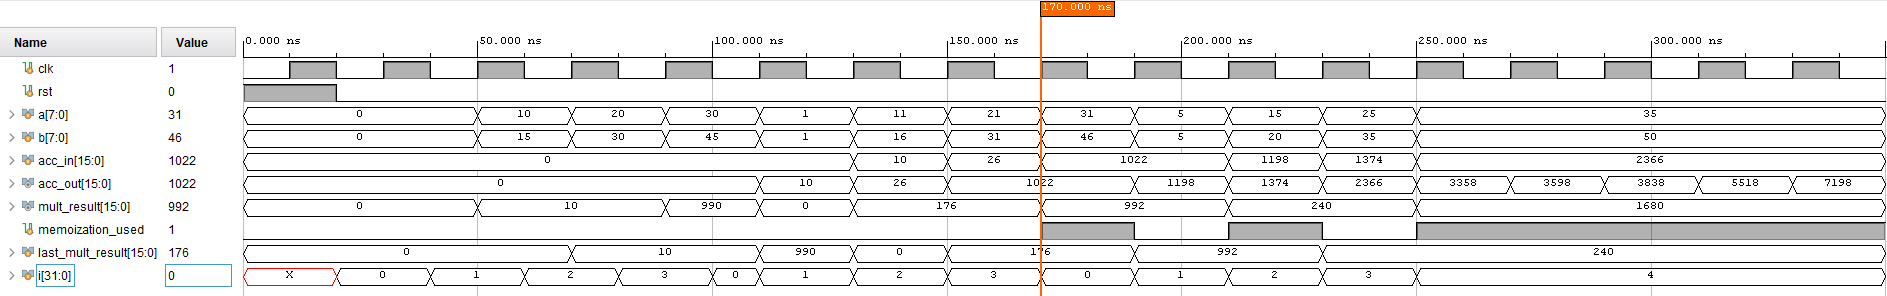 170.000 ns
Name Value 0.000 ns 50.000 ns 100.000 ns 150.000 ns 200.000 ns 250.000 ns 300.000 ns
clk 1
rst 0
a[7:0] 31 0 10 20 30 1 11 21 31 5 15 25 35
b[7:0] 46 0 15 30 45 1 16 31 46 5 20 35 50
acc_in[15:0] 1022 0 10 26 1022 1198 1374 2366
acc_out[15:0] 1022 0 10 26 1022 1198 1374 2366 3358 3598 3838 5518 7198
mult_result[15:0] 992 0 10 990 0 176 992 240 1680
memoization_used 1
last_mult_result[15:0] 176 0 10 990 0 176 992 240
i[31:0] 0 X 0 1 2 3 0 1 2 3 0 1 2 3 4